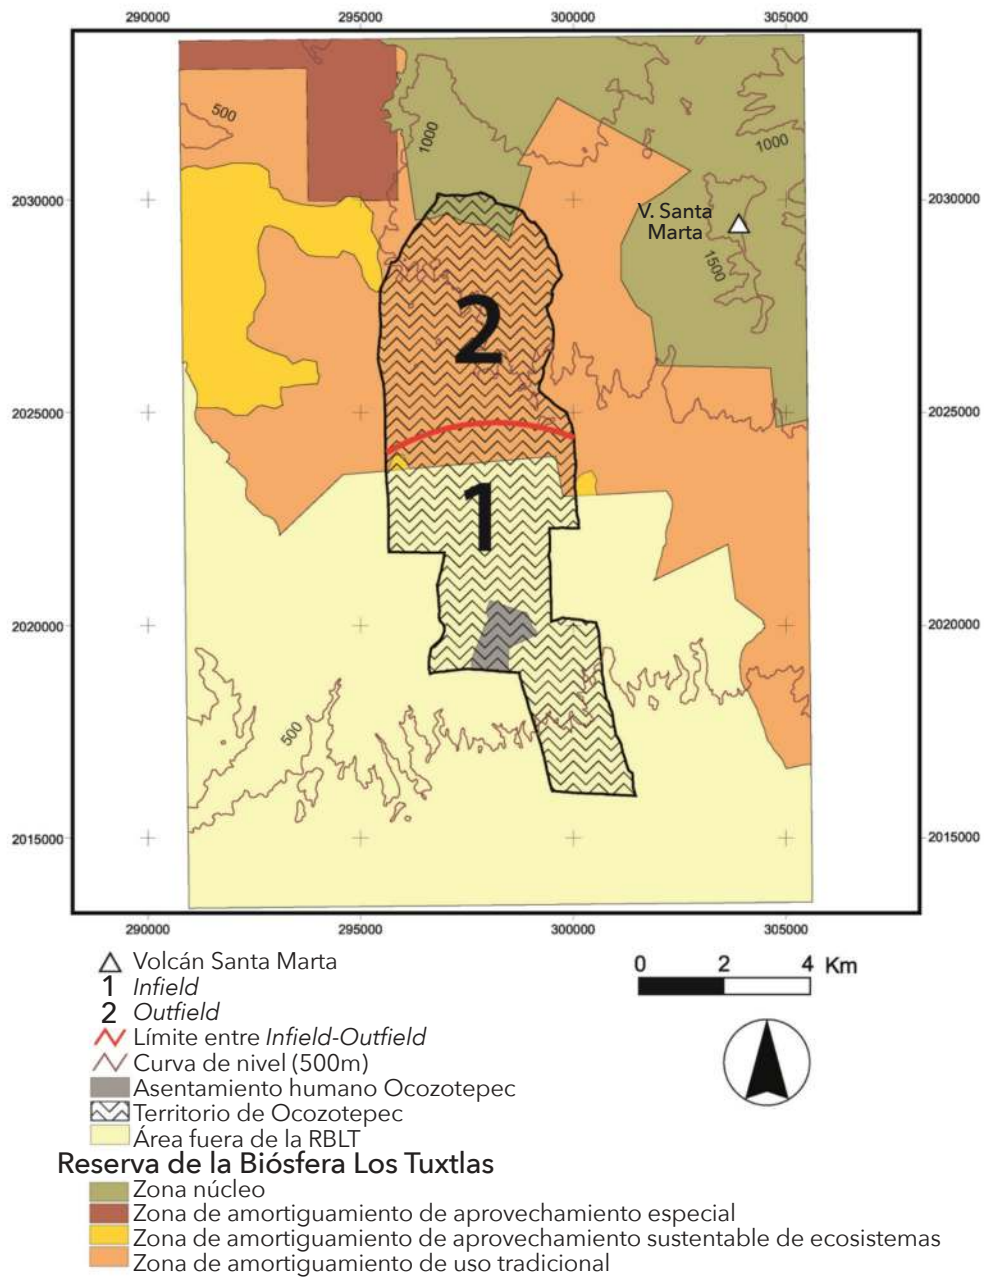 290000 295000 300000 305000
500
1000
1000
2030000 2030000
V. Santa
Marta
1500
2
2025000 2025000
1
2020000 2020000
500
2015000 2015000
290000 295000 300000 305000
Volcán Santa Marta
1 Infield
2 Outfield
Límite entre Infield-Outfield
Curva de nivel (500m)
Asentamiento humano Ocozotepec
Territorio de Ocozotepec
Área fuera de la RBLT
0 2 4 Km
Reserva de la Biósfera Los Tuxtlas
Zona núcleo
Zona de amortiguamiento de aprovechamiento especial
Zona de amortiguamiento de aprovechamiento sustentable de ecosistemas
Zona de amortiguamiento de uso tradicional